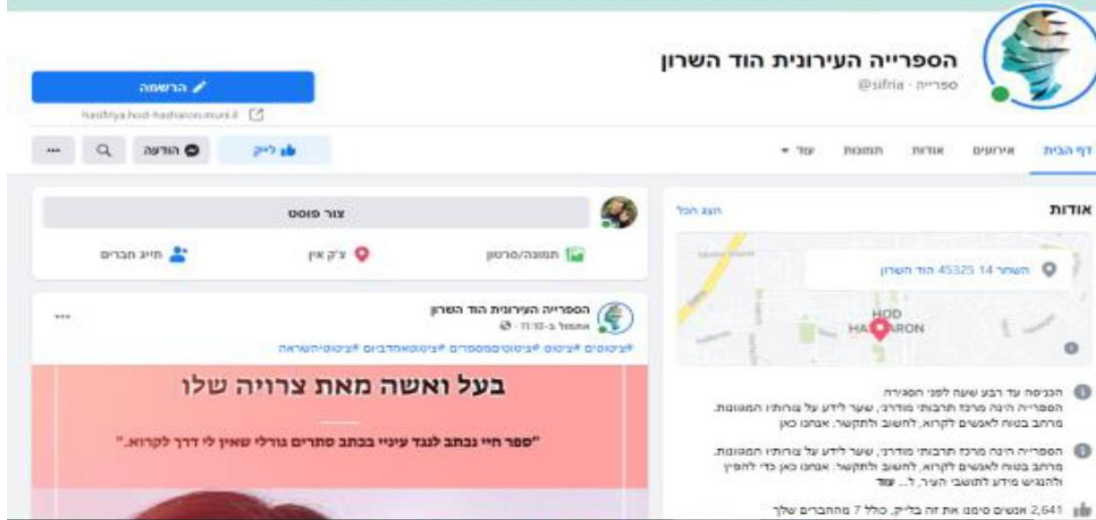 הספרייה העירונית הוד השרון
ספרייה · @sifria
הרשמה
hasifriya.hod-hasharon.muni.il
דף הבית
אירועים
אודות
תמונות
עוד
לייק
הודעה
אודות
הצג הכל
השחר 14 45325 הוד השרון
HOD
HASHARON
הכניסה עד רבע שעה לפני הסגירה
הספרייה הינה מרכז תרבותי מודרני, שער לידע על צורותיו המגוונות.
מרחב בטוח לאנשים לקרוא, לחשוב ולתקשר. אנחנו כאן
הספרייה הינה מרכז תרבותי מודרני, שער לידע על צורותיו המגוונות.
מרחב בטוח לאנשים לקרוא, לחשוב ולתקשר. אנחנו כאן כדי להפיץ
ולהנגיש מידע לתושבי העיר, ל... עוד
2,641 אנשים סימנו את זה בלייק, כולל 7 מהחברים שלך
צור פוסט
תמונה/סרטון
צ'ק אין
תייג חברים
הספרייה העירונית הוד השרון
אתמול ב-11:10
#ציטוטים #ציטוט #ציטוטיםמספרים #ציטוטאחדביום #ציטוטיהשראה
בעל ואשה מאת צרויה שלו
"ספר חיי נכתב לנגד עיניי בכתב סתרים גורלי שאין לי דרך לקרוא."